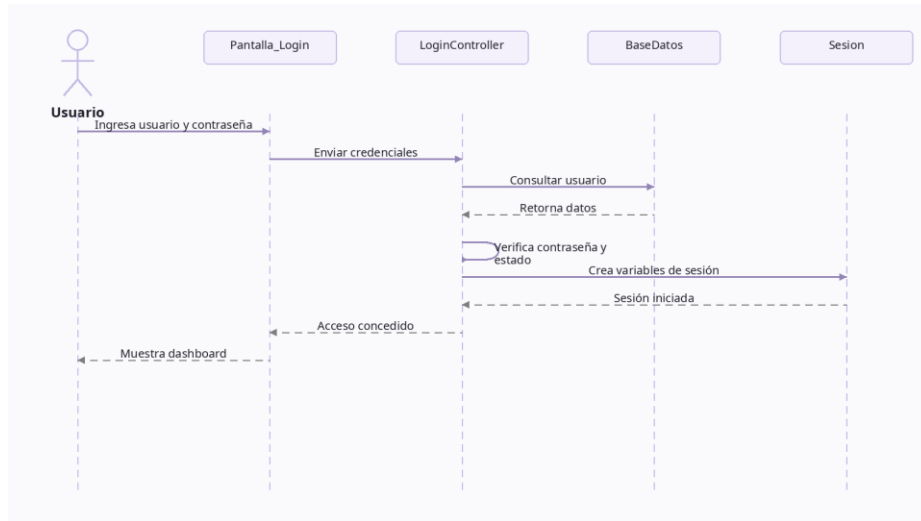 Pantalla_Login
LoginController
BaseDatos
Sesion
Usuario
Ingresa usuario y contraseña
Enviar credenciales
Consultar usuario
Retorna datos
Verifica contraseña y
estado
Crea variables de sesión
Sesión iniciada
Acceso concedido
Muestra dashboard